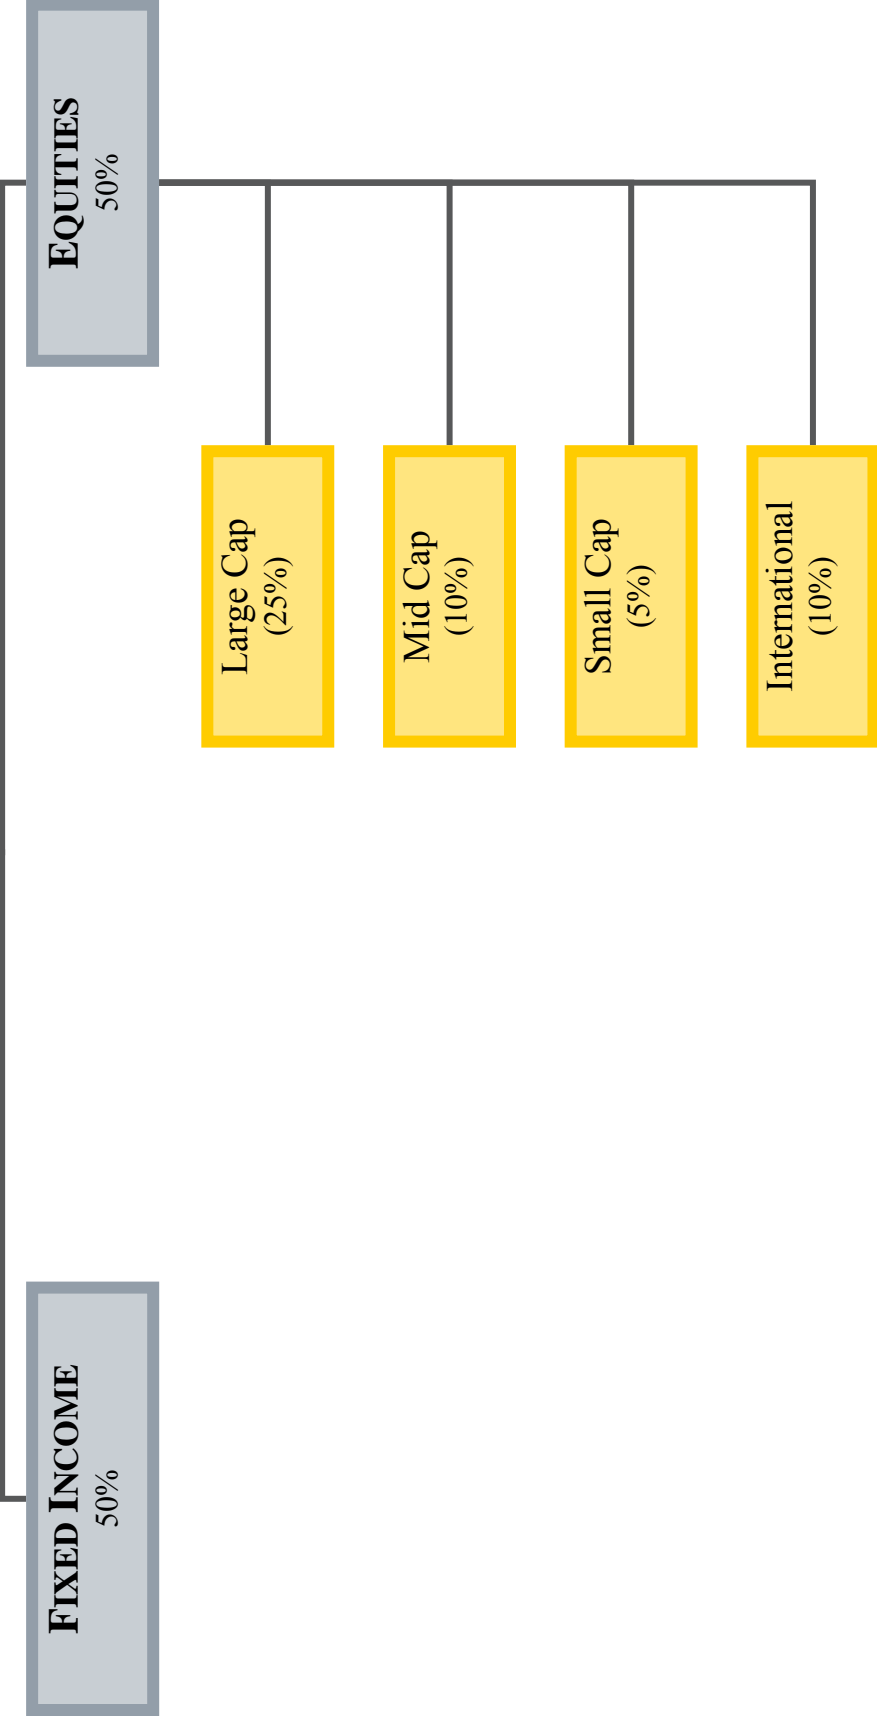 FIXED INCOME
50%
EQUITIES
50%
Large Cap
(25%)
Mid Cap
(10%)
Small Cap
(5%)
International
(10%)